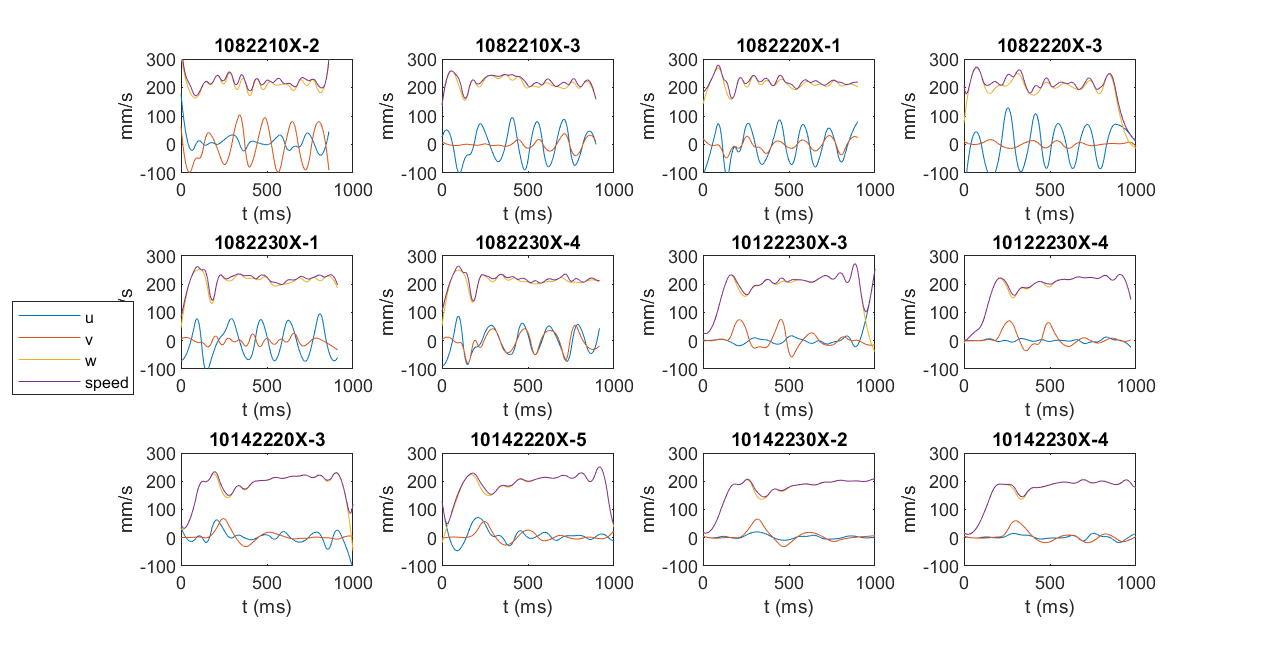 1082210X-2 1082210X-3 1082220X-1 1082220X-3
300 300 300 300
200 200 200 200
mm/s mm/s mm/s mm/s
100 100 100 100
0 0 0 0
-100 -100 -100 -100
0 500 1000 0 500 1000 0 500 1000 0 500 1000
t (ms) t (ms) t (ms) t (ms)
1082230X-1 1082230X-4 10122230X-3 10122230X-4
300 300 300 300
200 200 200 200
/s mm/s mm/s mm/s
100 100 100
u
v
w
speed
0 0 0 0
-100 -100 -100 -100
0 500 1000 0 500 1000 0 500 1000 0 500 1000
t (ms) t (ms) t (ms) t (ms)
10142220X-3 10142220X-5 10142230X-2 10142230X-4
300 300 300 300
200 200 200 200
mm/s mm/s mm/s mm/s
100 100 100 100
0 0 0 0
-100 -100 -100 -100
0 500 1000 0 500 1000 0 500 1000 0 500 1000
t (ms) t (ms) t (ms) t (ms)